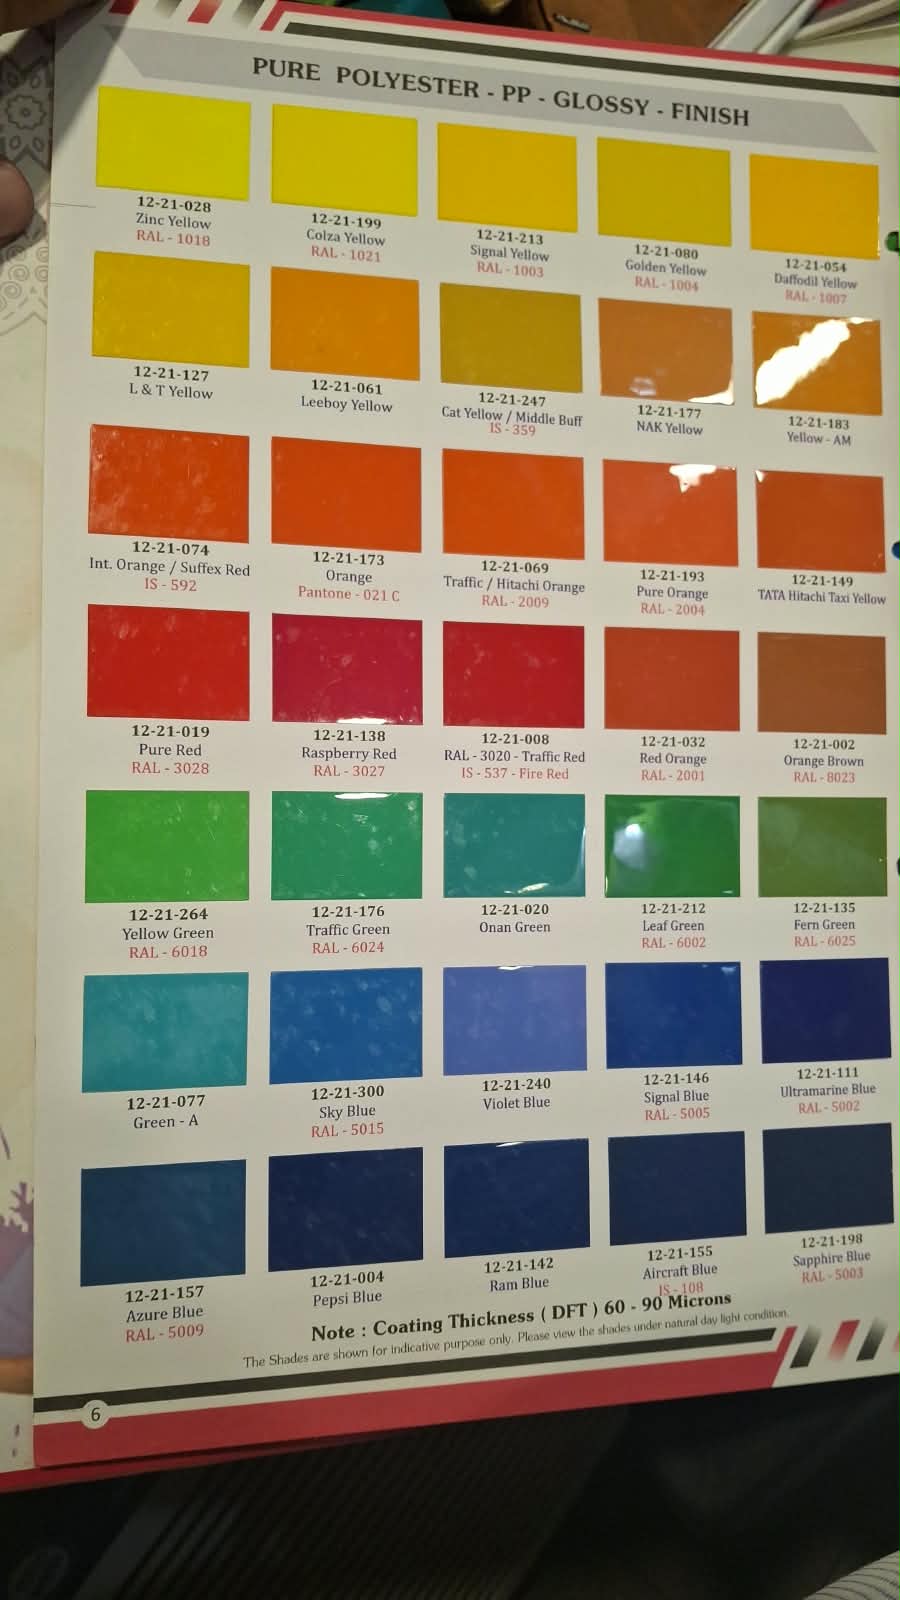 PURE POLYESTER - PP - GLOSSY - FINISH
12-21-028
Zinc Yellow
RAL - 1018
12-21-199
Colza Yellow
RAL - 1021
12-21-213
Signal Yellow
RAL - 1003
12-21-080
Golden Yellow
RAL - 1004
12-21-054
Daffodil Yellow
RAL - 1007
12-21-127
L & T Yellow
12-21-061
Leeboy Yellow
12-21-247
Cat Yellow / Middle Buff
IS - 359
12-21-177
NAK Yellow
12-21-183
Yellow - AM
12-21-074
Int. Orange / Suffex Red
IS - 592
12-21-173
Orange
Pantone - 021 C
12-21-069
Traffic / Hitachi Orange
RAL - 2009
12-21-193
Pure Orange
RAL - 2004
12-21-149
TATA Hitachi Taxi Yellow
12-21-019
Pure Red
RAL - 3028
12-21-138
Raspberry Red
RAL - 3027
12-21-008
RAL - 3020 - Traffic Red
IS - 537 - Fire Red
12-21-032
Red Orange
RAL - 2001
12-21-002
Orange Brown
RAL - 8023
12-21-264
Yellow Green
RAL - 6018
12-21-176
Traffic Green
RAL - 6024
12-21-020
Onan Green
12-21-212
Leaf Green
RAL - 6002
12-21-135
Fern Green
RAL - 6025
12-21-077
Green - A
12-21-300
Sky Blue
RAL - 5015
12-21-240
Violet Blue
12-21-146
Signal Blue
RAL - 5005
12-21-111
Ultramarine Blue
RAL - 5002
12-21-157
Azure Blue
RAL - 5009
12-21-004
Pepsi Blue
12-21-142
Ram Blue
12-21-155
Aircraft Blue
IS - 108
12-21-198
Sapphire Blue
RAL - 5003
Note : Coating Thickness ( DFT ) 60 - 90 Microns
The Shades are shown for indicative purpose only. Please view the shades under natural day light condition.
6